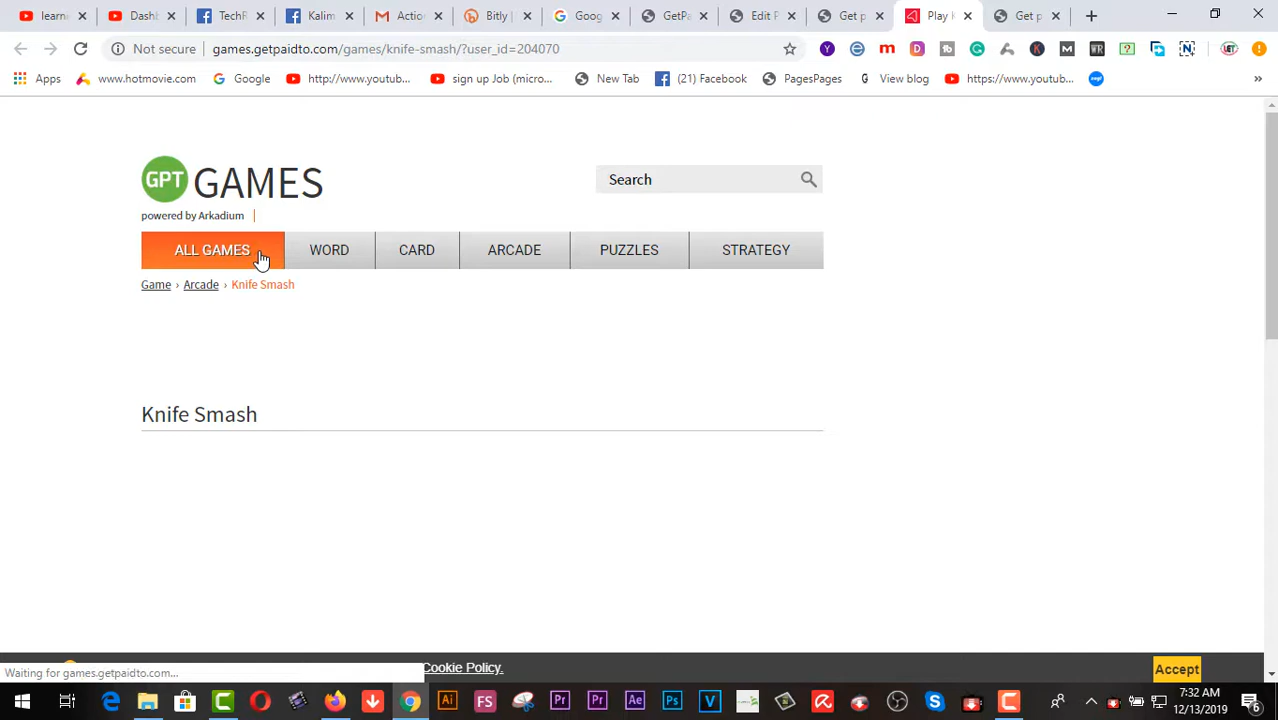 learne
Dashl
TechR
Kalim
Action
Bitly |
Goog
GetPa
Edit P
Get p
Play k
Get p
Not secure
games.getpaidto.com/games/knife-smash/?user_id=204070
Apps
www.hotmovie.com
Google
http://www.youtub...
sign up Job (micro...
New Tab
(21) Facebook
PagesPages
View blog
https://www.youtub...
»
GPT GAMES
Search
powered by Arkadium
ALL GAMES
WORD
CARD
ARCADE
PUZZLES
STRATEGY
Game › Arcade › Knife Smash
Knife Smash
Cookie Policy.
Accept
Waiting for games.getpaidto.com...
7:32 AM
12/13/2019